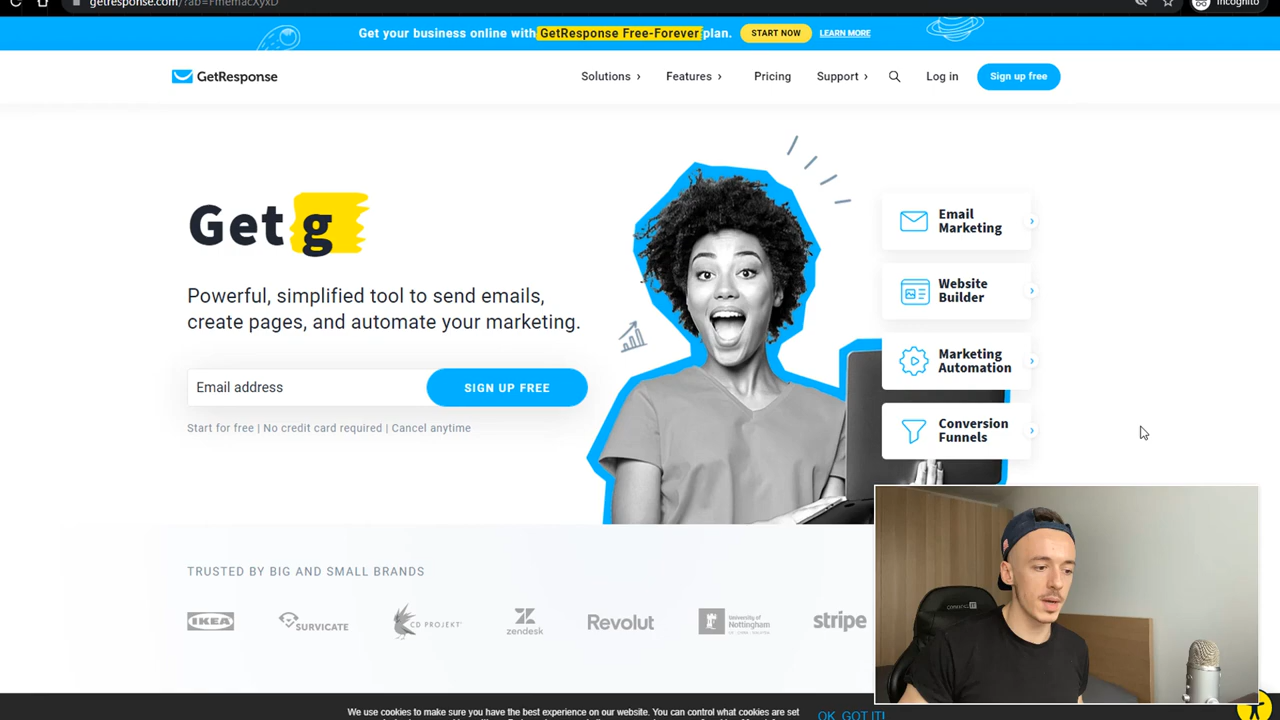 getresponse.com/?ab=FmemacXyxD
Incognito
Get your business online with GetResponse Free-Forever plan. START NOW LEARN MORE
GetResponse
Solutions › Features › Pricing Support › Log in Sign up free
Get g
Powerful, simplified tool to send emails,
create pages, and automate your marketing.
Email address SIGN UP FREE
Start for free | No credit card required | Cancel anytime
Email
Marketing
Website
Builder
Marketing
Automation
Conversion
Funnels
TRUSTED BY BIG AND SMALL BRANDS
IKEA SURVICATE CD PROJEKT zendesk Revolut University of
Nottingham
stripe
We use cookies to make sure you have the best experience on our website. You can control what cookies are set
OK, GOT IT!